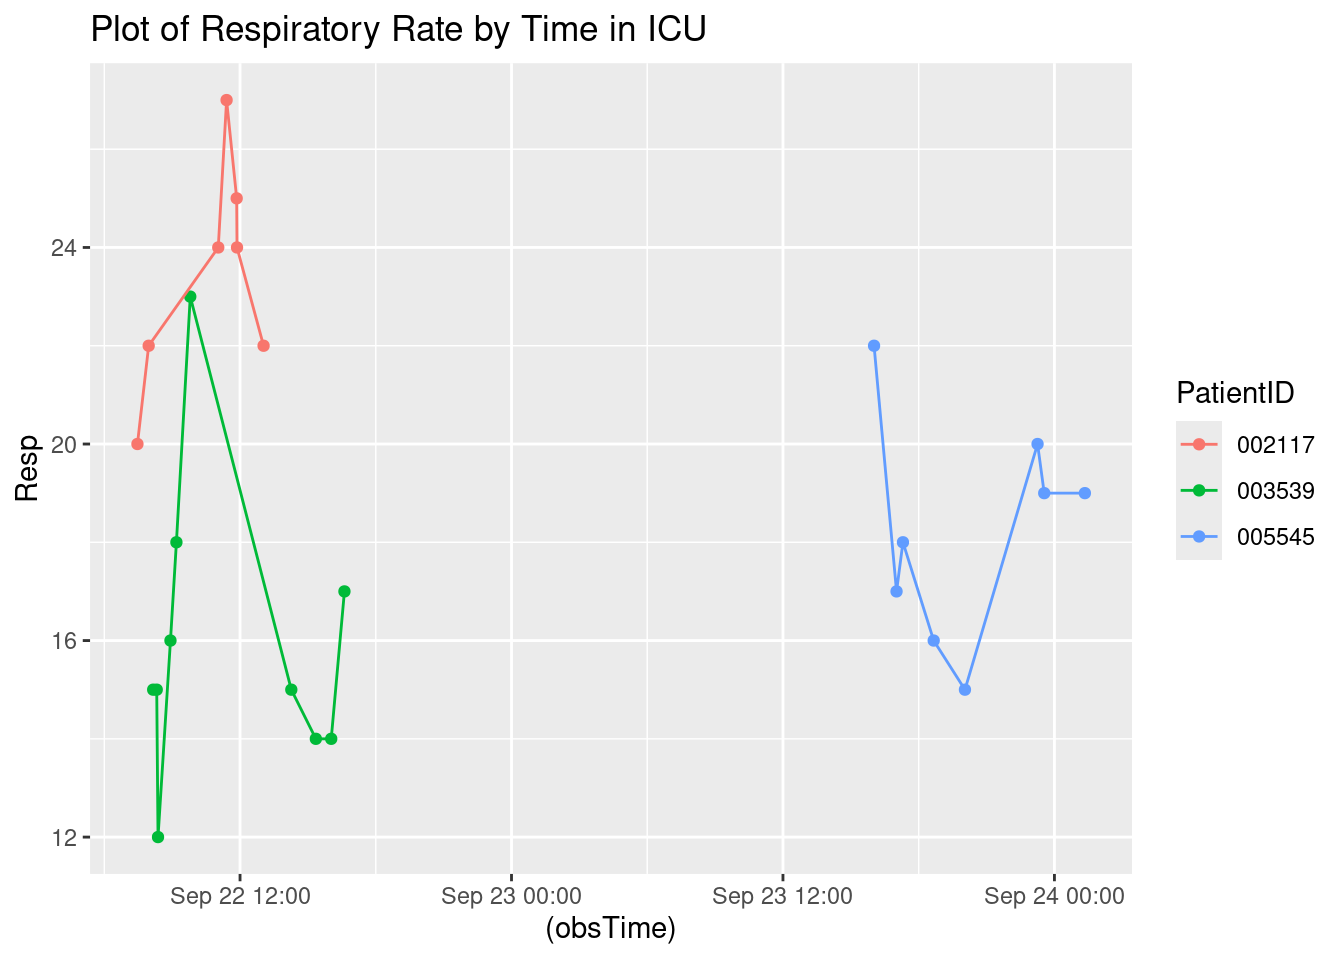 Plot of Respiratory Rate by Time in ICU
Resp
24
20
16
12
Sep 22 12:00
Sep 23 00:00
Sep 23 12:00
Sep 24 00:00
(obsTime)
PatientID
002117
003539
005545